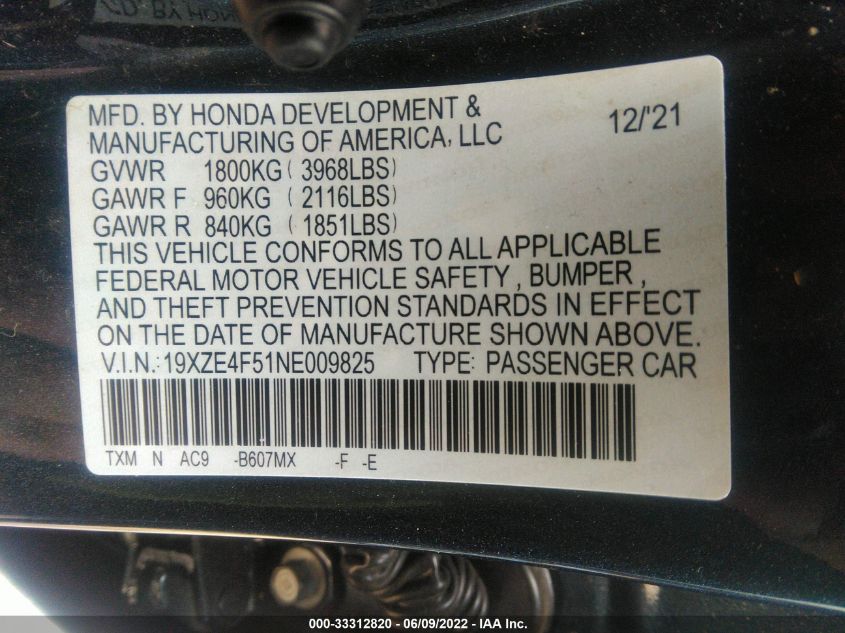 MFD. BY HONDA DEVELOPMENT & 12/'21
MANUFACTURING OF AMERICA, LLC
GVWR 1800KG ( 3968LBS)
GAWR F 960KG ( 2116LBS)
GAWR R 840KG ( 1851LBS)
THIS VEHICLE CONFORMS TO ALL APPLICABLE
FEDERAL MOTOR VEHICLE SAFETY , BUMPER ,
AND THEFT PREVENTION STANDARDS IN EFFECT
ON THE DATE OF MANUFACTURE SHOWN ABOVE.
V.I.N.: 19XZE4F51NE009825 TYPE: PASSENGER CAR
TXM N AC9 -B607MX -F -E
000-33312820 - 06/09/2022 - IAA Inc.